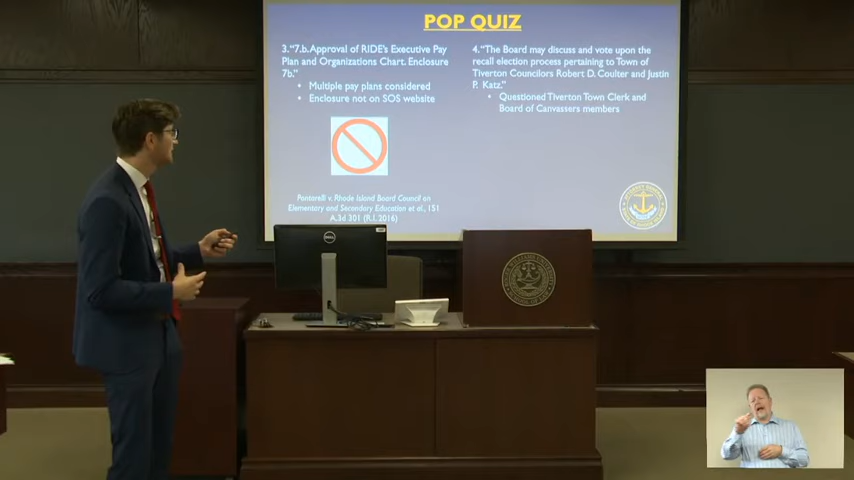 POP QUIZ
3. "7.b. Approval of RIDE's Executive Pay
Plan and Organizations Chart. Enclosure
7b."
• Multiple pay plans considered
• Enclosure not on SOS website
Pontarelli v. Rhode Island Board Council on
Elementary and Secondary Education et al., 151
A.3d 301 (R.I. 2016)
4. "The Board may discuss and vote upon the
recall election process pertaining to Town of
Tiverton Councilors Robert D. Coulter and Justin
P. Katz."
• Questioned Tiverton Town Clerk and
Board of Canvassers members
DELL